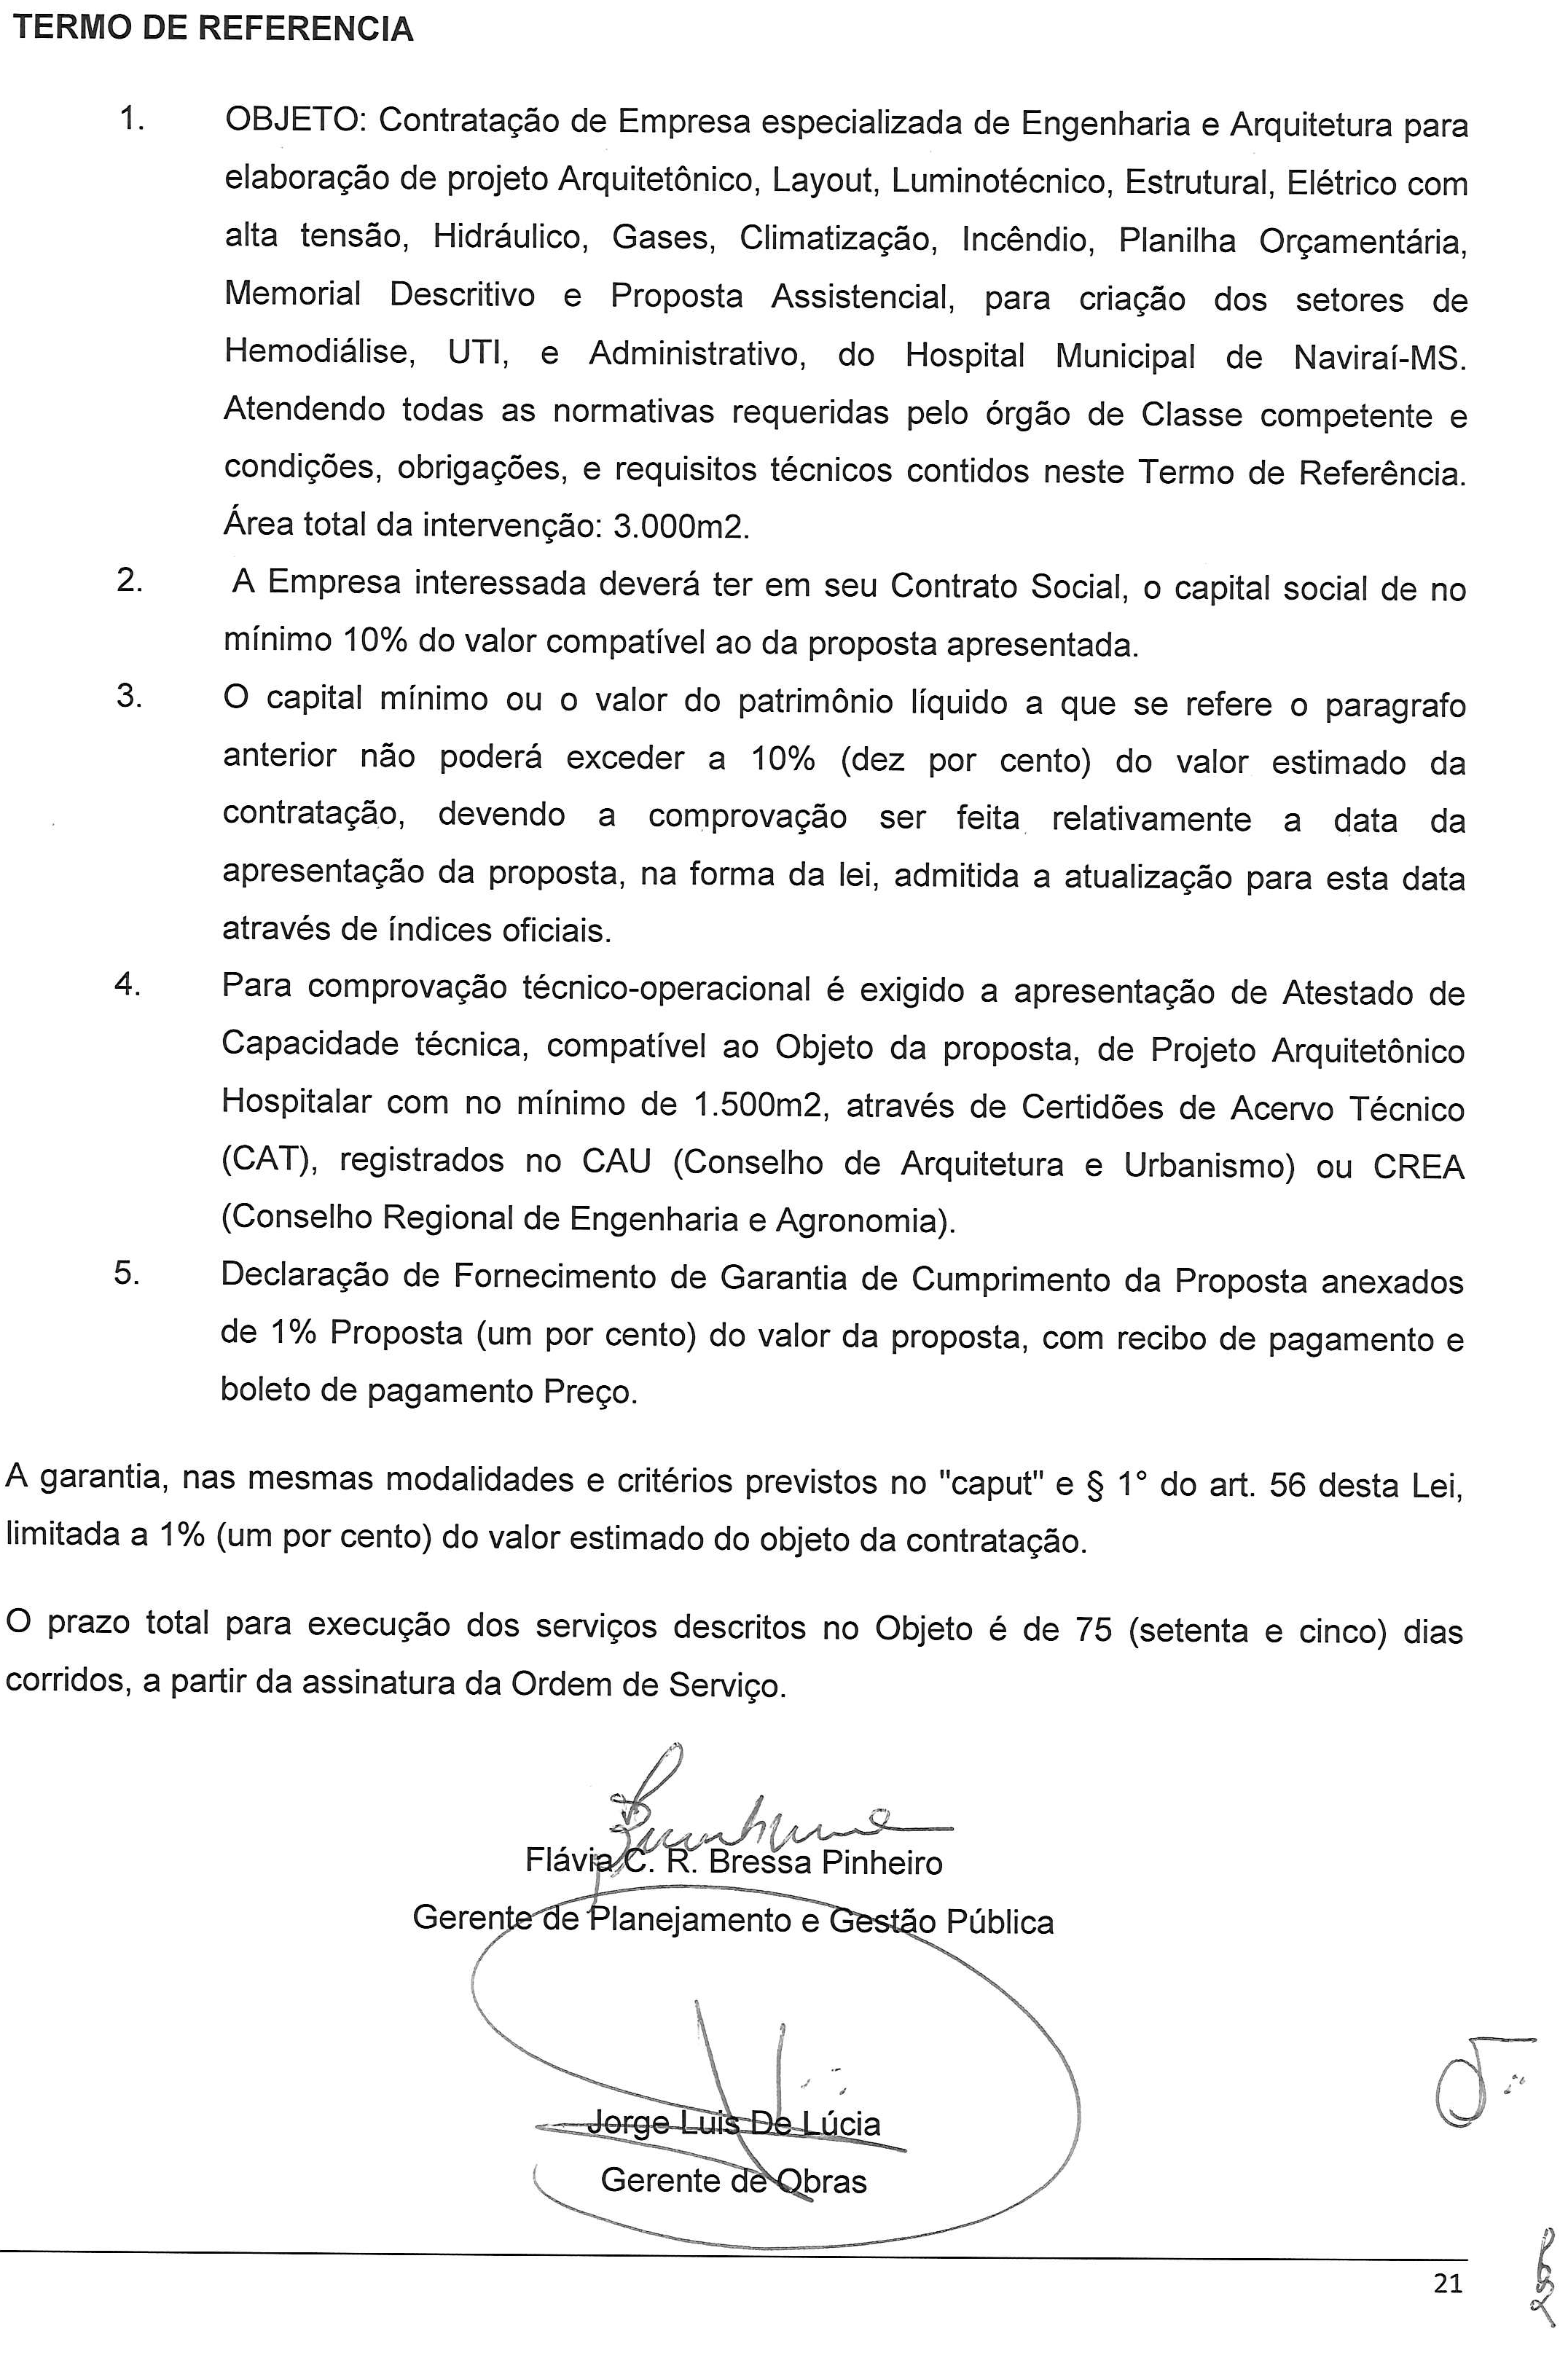 TERMO DE REFERENCIA
1. OBJETO: Contratação de Empresa especializada de Engenharia e Arquitetura para
elaboração de projeto Arquitetônico, Layout, Luminotécnico, Estrutural, Elétrico com
alta tensão, Hidráulico, Gases, Climatização, Incêndio, Planilha Orçamentária,
Memorial Descritivo e Proposta Assistencial, para criação dos setores de
Hemodiálise, UTI, e Administrativo, do Hospital Municipal de Naviraí-MS.
Atendendo todas as normativas requeridas pelo órgão de Classe competente e
condições, obrigações, e requisitos técnicos contidos neste Termo de Referência.
Área total da intervenção: 3.000m2.
2. A Empresa interessada deverá ter em seu Contrato Social, o capital social de no
mínimo 10% do valor compatível ao da proposta apresentada.
3. O capital mínimo ou o valor do patrimônio líquido a que se refere o paragrafo
anterior não poderá exceder a 10% (dez por cento) do valor estimado da
contratação, devendo a comprovação ser feita relativamente a data da
apresentação da proposta, na forma da lei, admitida a atualização para esta data
através de índices oficiais.
4. Para comprovação técnico-operacional é exigido a apresentação de Atestado de
Capacidade técnica, compatível ao Objeto da proposta, de Projeto Arquitetônico
Hospitalar com no mínimo de 1.500m2, através de Certidões de Acervo Técnico
(CAT), registrados no CAU (Conselho de Arquitetura e Urbanismo) ou CREA
(Conselho Regional de Engenharia e Agronomia).
5. Declaração de Fornecimento de Garantia de Cumprimento da Proposta anexados
de 1% Proposta (um por cento) do valor da proposta, com recibo de pagamento e
boleto de pagamento Preço.
A garantia, nas mesmas modalidades e critérios previstos no "caput" e § 1° do art. 56 desta Lei,
limitada a 1% (um por cento) do valor estimado do objeto da contratação.
O prazo total para execução dos serviços descritos no Objeto é de 75 (setenta e cinco) dias
corridos, a partir da assinatura da Ordem de Serviço.
Flávia C. R. Bressa Pinheiro
Gerente de Planejamento e Gestão Pública
Jorge Luis De Lúcia
Gerente de Obras
21